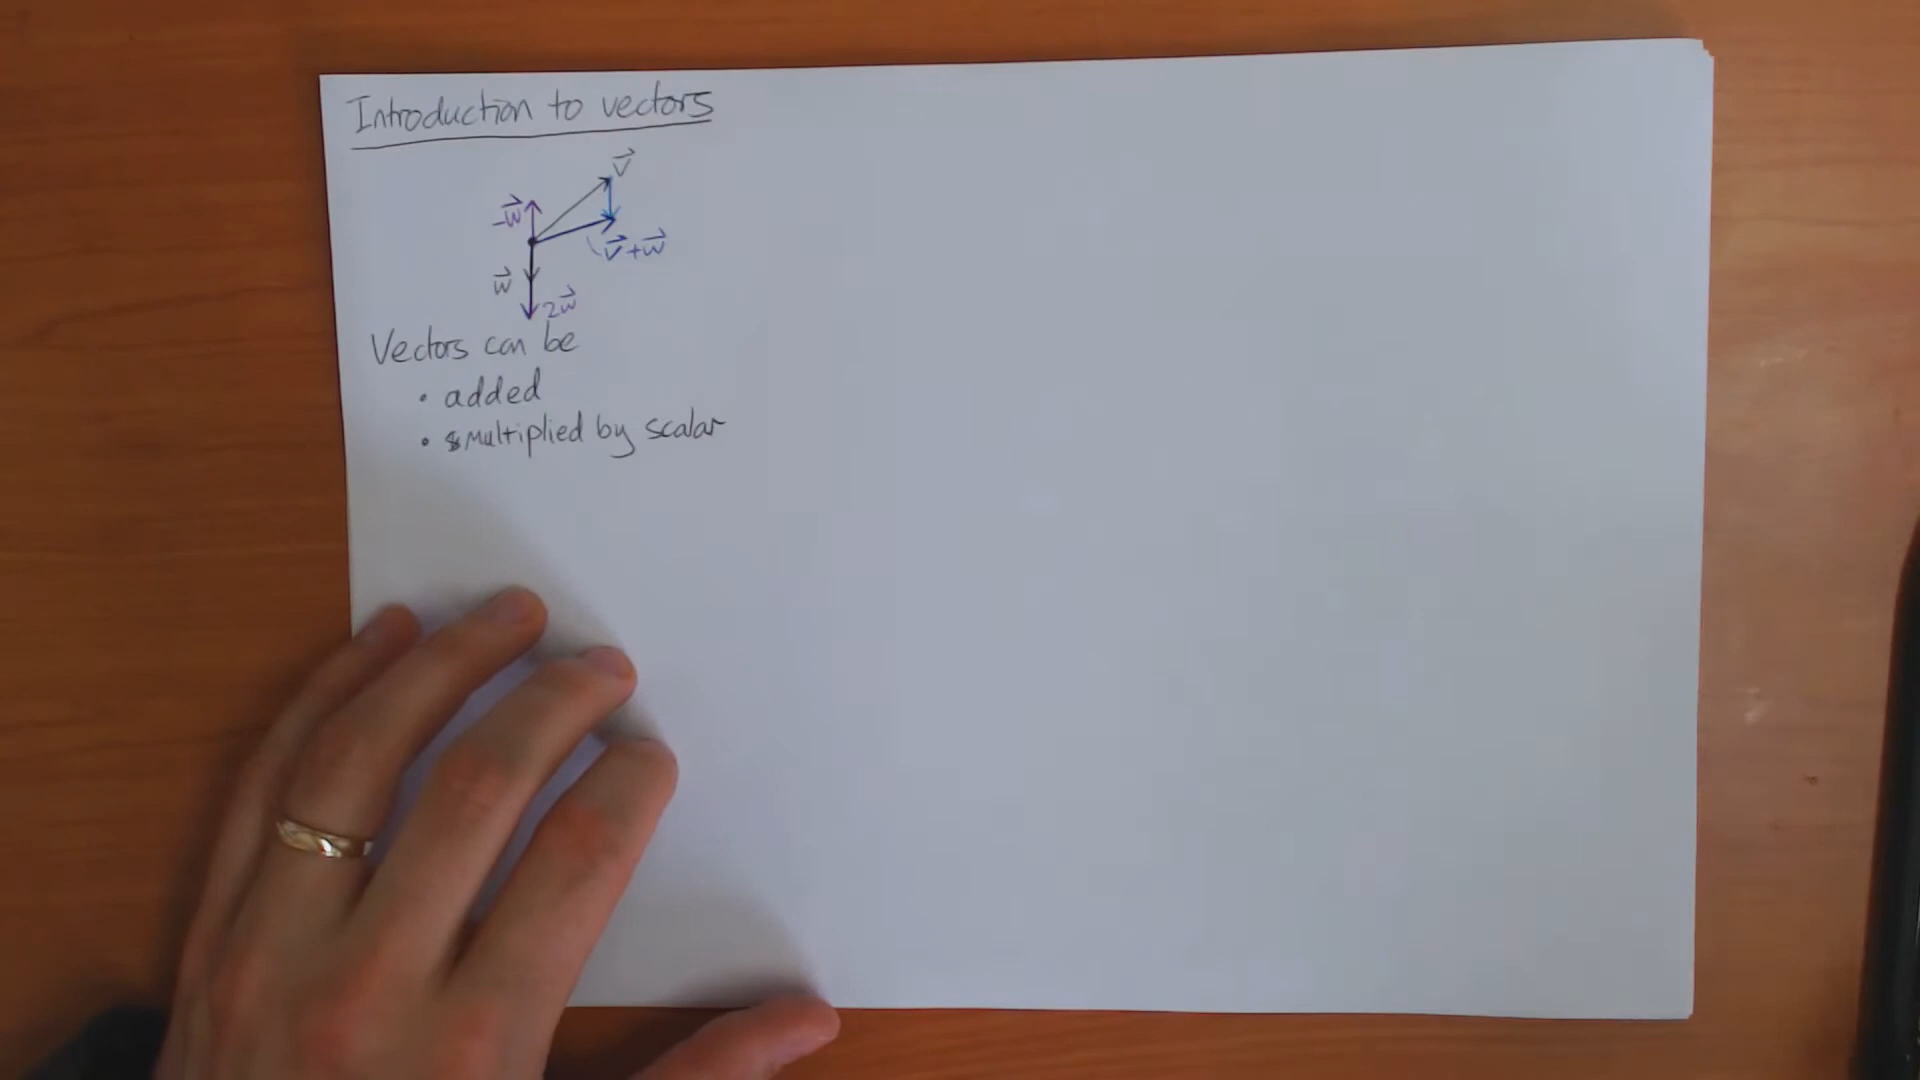 Introduction to vectors
v⃗
-w⃗
v⃗+w⃗
w⃗
2w⃗
Vectors can be
• added
• multiplied by scalar